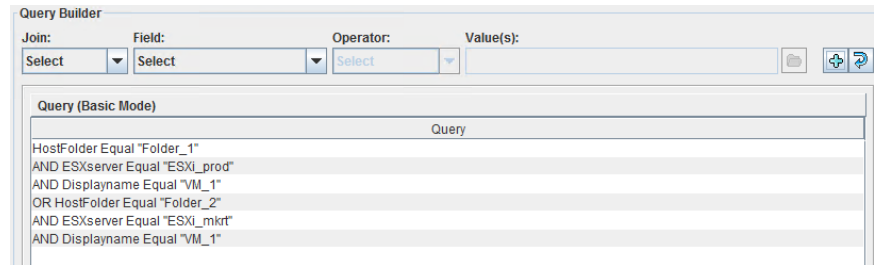 Query Builder
Join: Field: Operator: Value(s):
Select Select Select
Query (Basic Mode)
Query
HostFolder Equal "Folder_1"
AND ESXserver Equal "ESXi_prod"
AND Displayname Equal "VM_1"
OR HostFolder Equal "Folder_2"
AND ESXserver Equal "ESXi_mkrt"
AND Displayname Equal "VM_1"